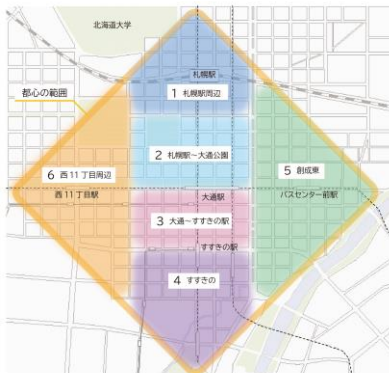 北海道大学
札幌駅
1 札幌駅周辺
都心の範囲
2 札幌駅~大通公園
5 創成東
6 西11丁目周辺
西11丁目駅
大通駅
バスセンター前駅
3 大通~すすきの駅
すすきの駅
4 すすきの